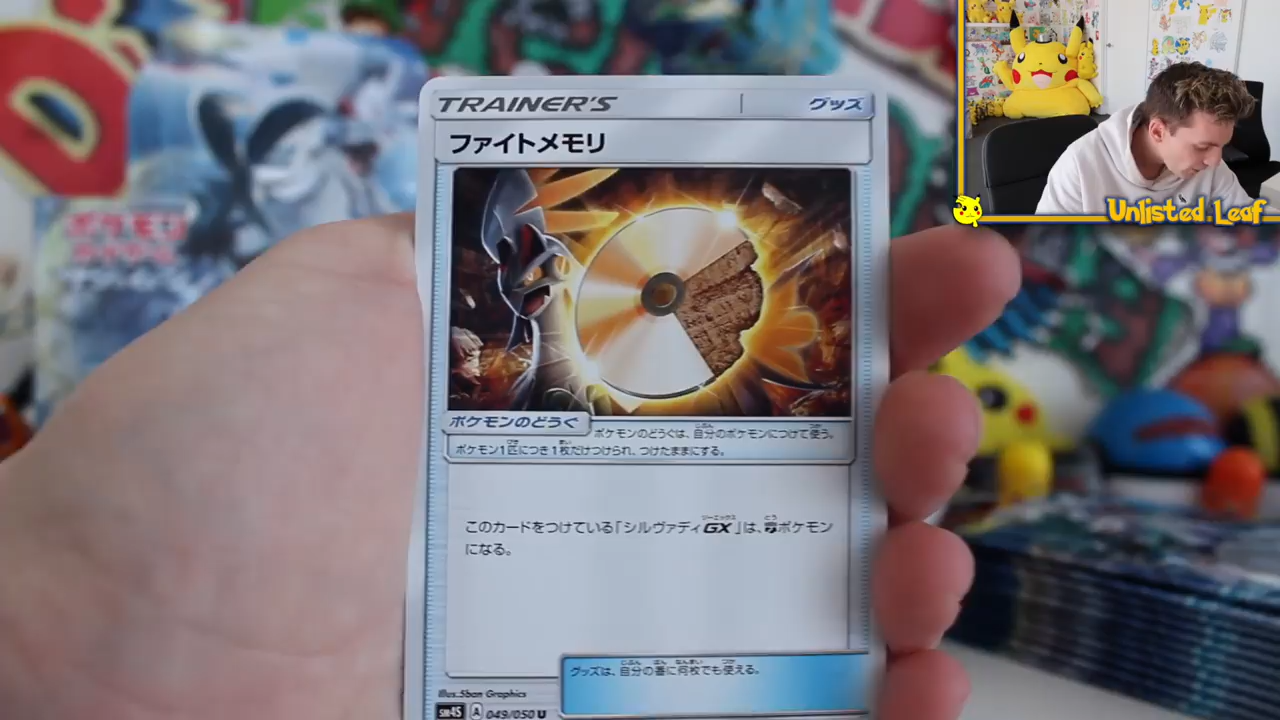 TRAINER'S
グッズ
ファイトメモリ
ポケモンのどうぐ
ポケモンのどうぐは、自分のポケモンにつけて使う。
ポケモン1匹につき1枚だけつけられ、つけたままにする。
このカードをつけている「シルヴァディGX」は、闘ポケモン
になる。
グッズは、自分の番に何枚でも使える。
Illus.5ban Graphics
SM4S A 049/050 U
Unlisted Leaf